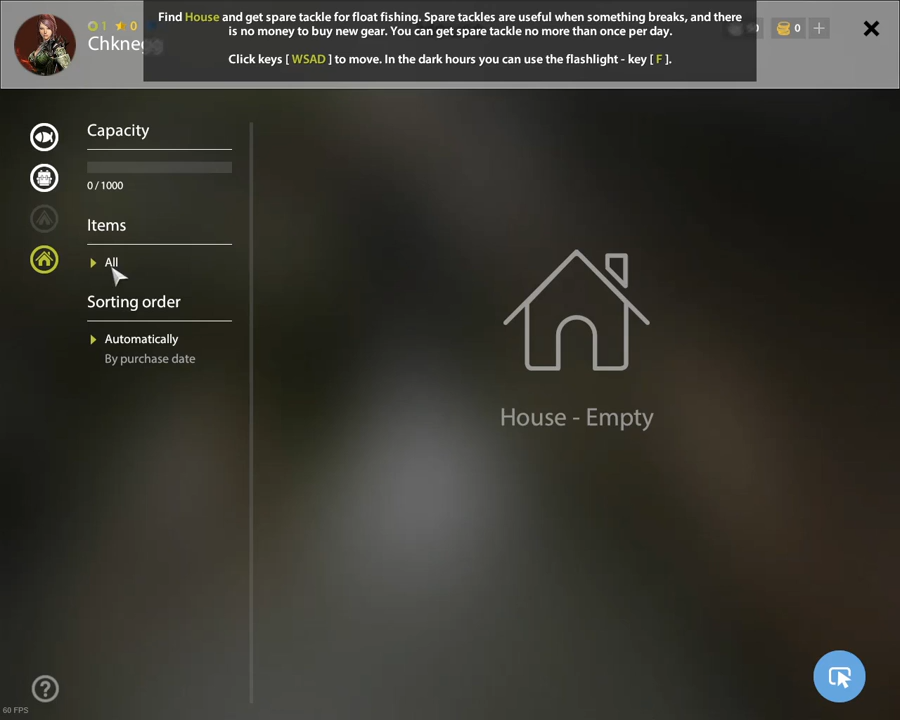 Find House and get spare tackle for float fishing. Spare tackles are useful when something breaks, and there
is no money to buy new gear. You can get spare tackle no more than once per day.
Click keys [ WSAD ] to move. In the dark hours you can use the flashlight - key [ F ].
1 0
0
Capacity
0 / 1000
Items
All
Sorting order
Automatically
By purchase date
House - Empty
?
60 FPS